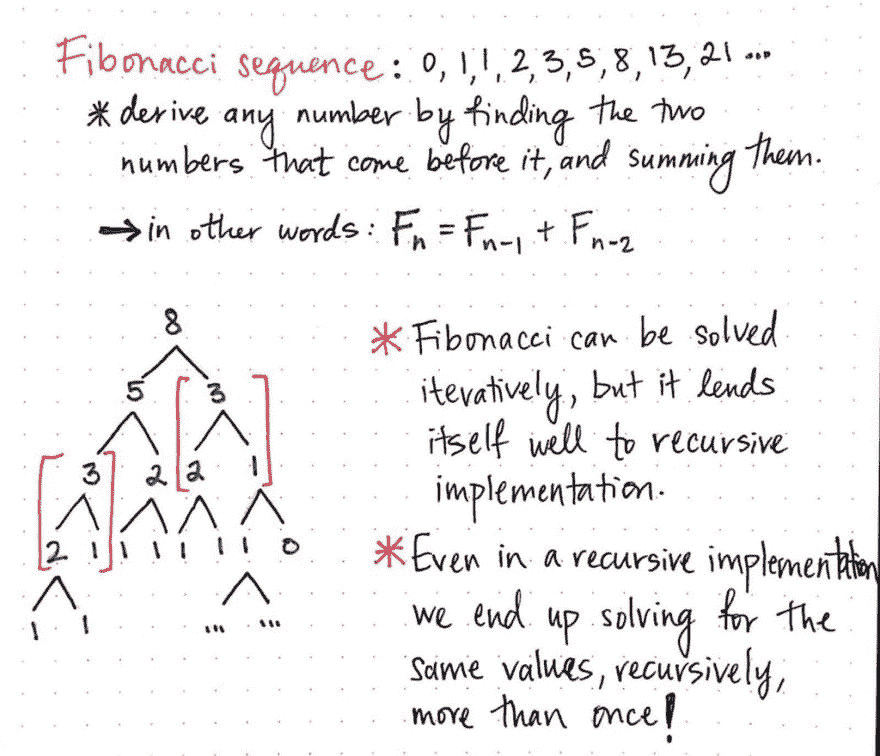 Fibonacci sequence: 0, 1, 1, 2, 3, 5, 8, 13, 21 ...
* derive any number by finding the two
numbers that come before it, and summing them.
→ in other words: Fn = Fn-1 + Fn-2
8
5 3
3 2 2 1
2 1 1 1 1 1 1 0
1 1 ... ...
* Fibonacci can be solved
iteratively, but it lends
itself well to recursive
implementation.
* Even in a recursive implementation
we end up solving for the
same values, recursively,
more than once!